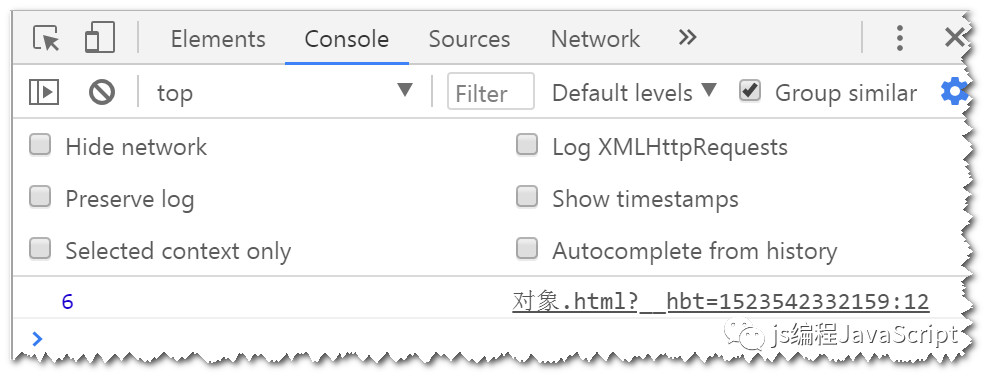 Elements Console Sources Network
top Filter Default levels Group similar
Hide network Log XMLHttpRequests
Preserve log Show timestamps
Selected context only Autocomplete from history
6 对象.html?__hbt=1523542332159:12
js编程JavaScript